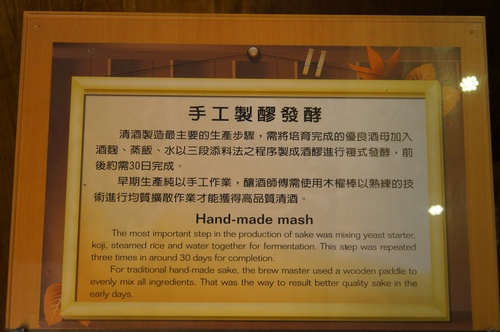 手工製醪發酵
清酒製造最主要的生產步驟，需將培育完成的優良酒母加入
酒麴、蒸飯、水以三段添料法之程序製成酒醪進行複式發酵，前
後約需30日完成。
早期生產純以手工作業，釀酒師傅需使用木櫂棒以熟練的技
術進行均質擴散作業才能獲得高品質清酒。
Hand-made mash
The most important step in the production of sake was mixing yeast starter,
koji, steamed rice and water together for fermentation. This step was repeated
three times in around 30 days for completion.
For traditional hand-made sake, the brew master used a wooden paddle to
evenly mix all ingredients. That was the way to result better quality sake in the
early days.